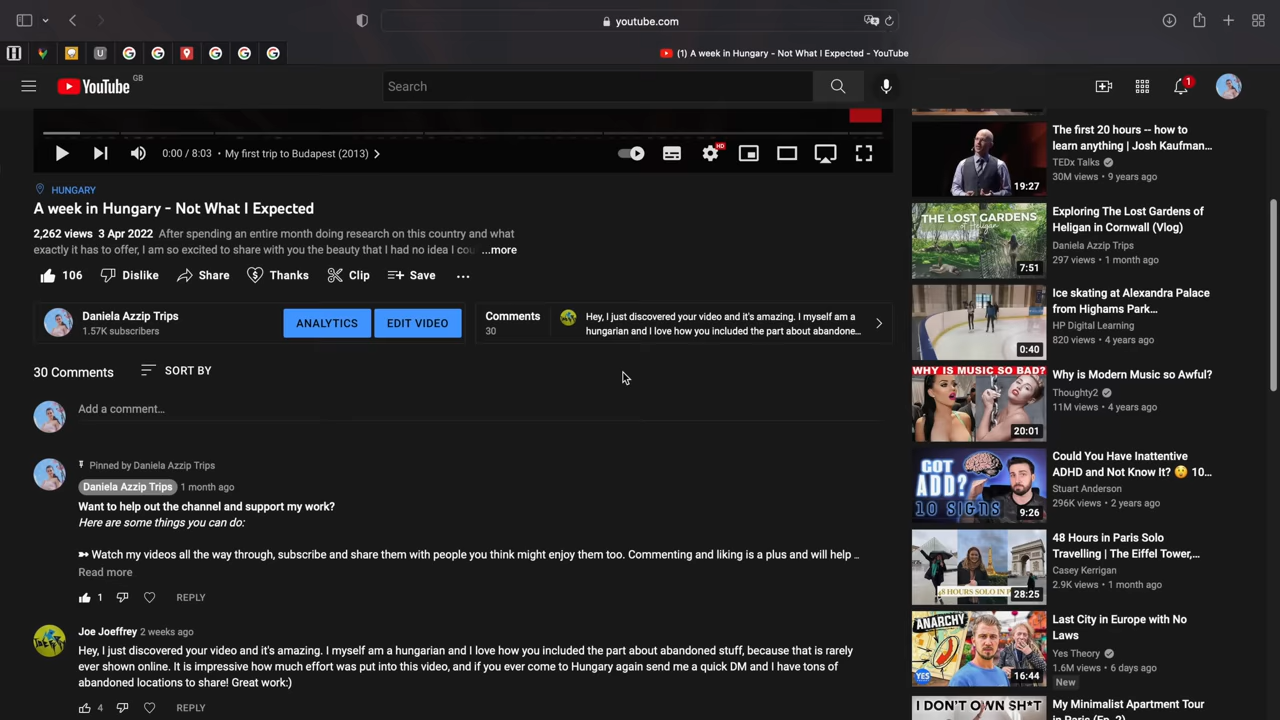 youtube.com
(1) A week in Hungary - Not What I Expected - YouTube
YouTube GB
Search
1
0:00 / 8:03 • My first trip to Budapest (2013)
HD
HUNGARY
A week in Hungary - Not What I Expected
2,262 views 3 Apr 2022 After spending an entire month doing research on this country and what
exactly it has to offer, I am so excited to share with you the beauty that I had no idea I cou ...more
106 Dislike Share Thanks Clip Save
Daniela Azzip Trips
1.57K subscribers
ANALYTICS
EDIT VIDEO
Comments
30
Hey, I just discovered your video and it's amazing. I myself am a
hungarian and I love how you included the part about abandone...
30 Comments
SORT BY
Add a comment...
Pinned by Daniela Azzip Trips
Daniela Azzip Trips 1 month ago
Want to help out the channel and support my work?
Here are some things you can do:
➳ Watch my videos all the way through, subscribe and share them with people you think might enjoy them too. Commenting and liking is a plus and will help ..
Read more
1 REPLY
Joe Joeffrey 2 weeks ago
Hey, I just discovered your video and it's amazing. I myself am a hungarian and I love how you included the part about abandoned stuff, because that is rarely
ever shown online. It is impressive how much effort was put into this video, and if you ever come to Hungary again send me a quick DM and I have tons of
abandoned locations to share! Great work:)
4 REPLY
19:27
The first 20 hours -- how to
learn anything | Josh Kaufman...
TEDx Talks
30M views • 9 years ago
THE LOST GARDENS
of Heligan
7:51
Exploring The Lost Gardens of
Heligan in Cornwall (Vlog)
Daniela Azzip Trips
297 views • 1 month ago
0:40
Ice skating at Alexandra Palace
from Highams Park...
HP Digital Learning
820 views • 4 years ago
WHY IS MUSIC SO BAD?
20:01
Why is Modern Music so Awful?
Thoughty2
11M views • 4 years ago
GOT
ADD?
10 SIGNS
9:26
Could You Have Inattentive
ADHD and Not Know It? 😲 10...
Stuart Anderson
296K views • 2 years ago
48 HOURS SOLO IN P
28:25
48 Hours in Paris Solo
Travelling | The Eiffel Tower,...
Casey Kerrigan
2.9K views • 1 month ago
ANARCHY
YES
16:44
Last City in Europe with No
Laws
Yes Theory
1.6M views • 6 days ago
New
I DON'T OWN SH*T
My Minimalist Apartment Tour